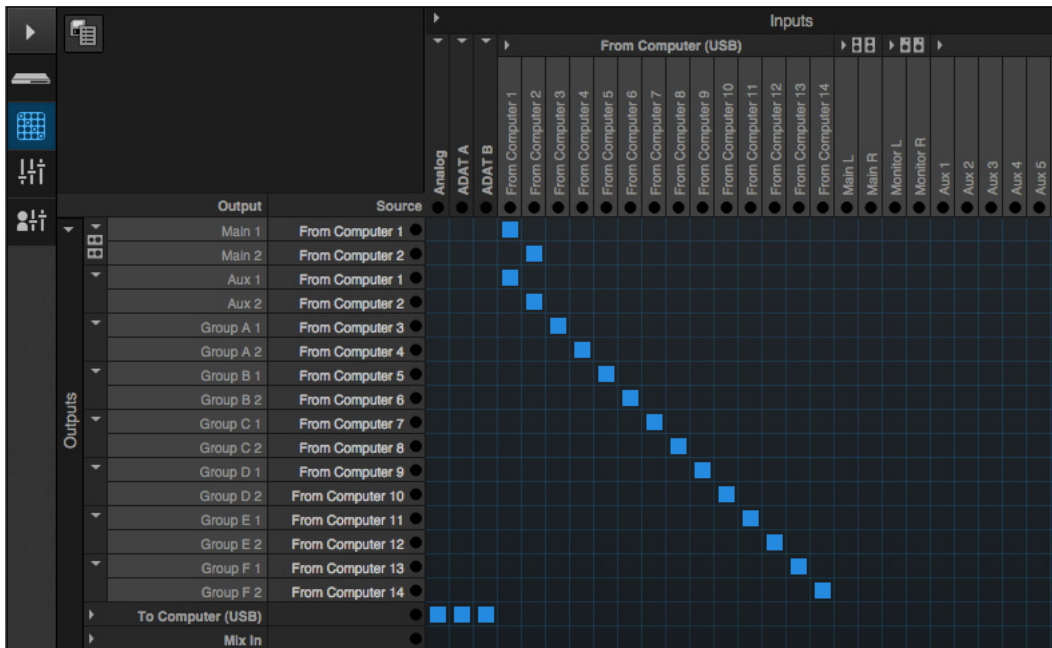 Inputs
From Computer (USB)
Analog
ADAT A
ADAT B
From Computer 1
From Computer 2
From Computer 3
From Computer 4
From Computer 5
From Computer 6
From Computer 7
From Computer 8
From Computer 9
From Computer 10
From Computer 11
From Computer 12
From Computer 13
From Computer 14
Main L
Main R
Monitor L
Monitor R
Aux 1
Aux 2
Aux 3
Aux 4
Aux 5
Output Source
Outputs
Main 1 From Computer 1
Main 2 From Computer 2
Aux 1 From Computer 1
Aux 2 From Computer 2
Group A 1 From Computer 3
Group A 2 From Computer 4
Group B 1 From Computer 5
Group B 2 From Computer 6
Group C 1 From Computer 7
Group C 2 From Computer 8
Group D 1 From Computer 9
Group D 2 From Computer 10
Group E 1 From Computer 11
Group E 2 From Computer 12
Group F 1 From Computer 13
Group F 2 From Computer 14
To Computer (USB)
Mix In